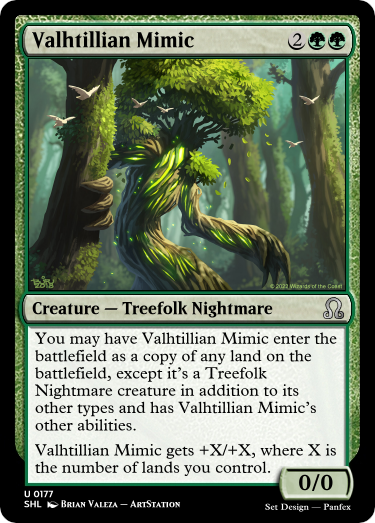 Valhtillian Mimic 2
© 2022 Wizards of the Coast
Creature — Treefolk Nightmare
You may have Valhtillian Mimic enter the
battlefield as a copy of any land on the
battlefield, except it's a Treefolk
Nightmare creature in addition to its
other types and has Valhtillian Mimic's
other abilities.
Valhtillian Mimic gets +X/+X, where X is
the number of lands you control.
0/0
U 0177
SHL Brian Valeza — ArtStation
Set Design — Panfex